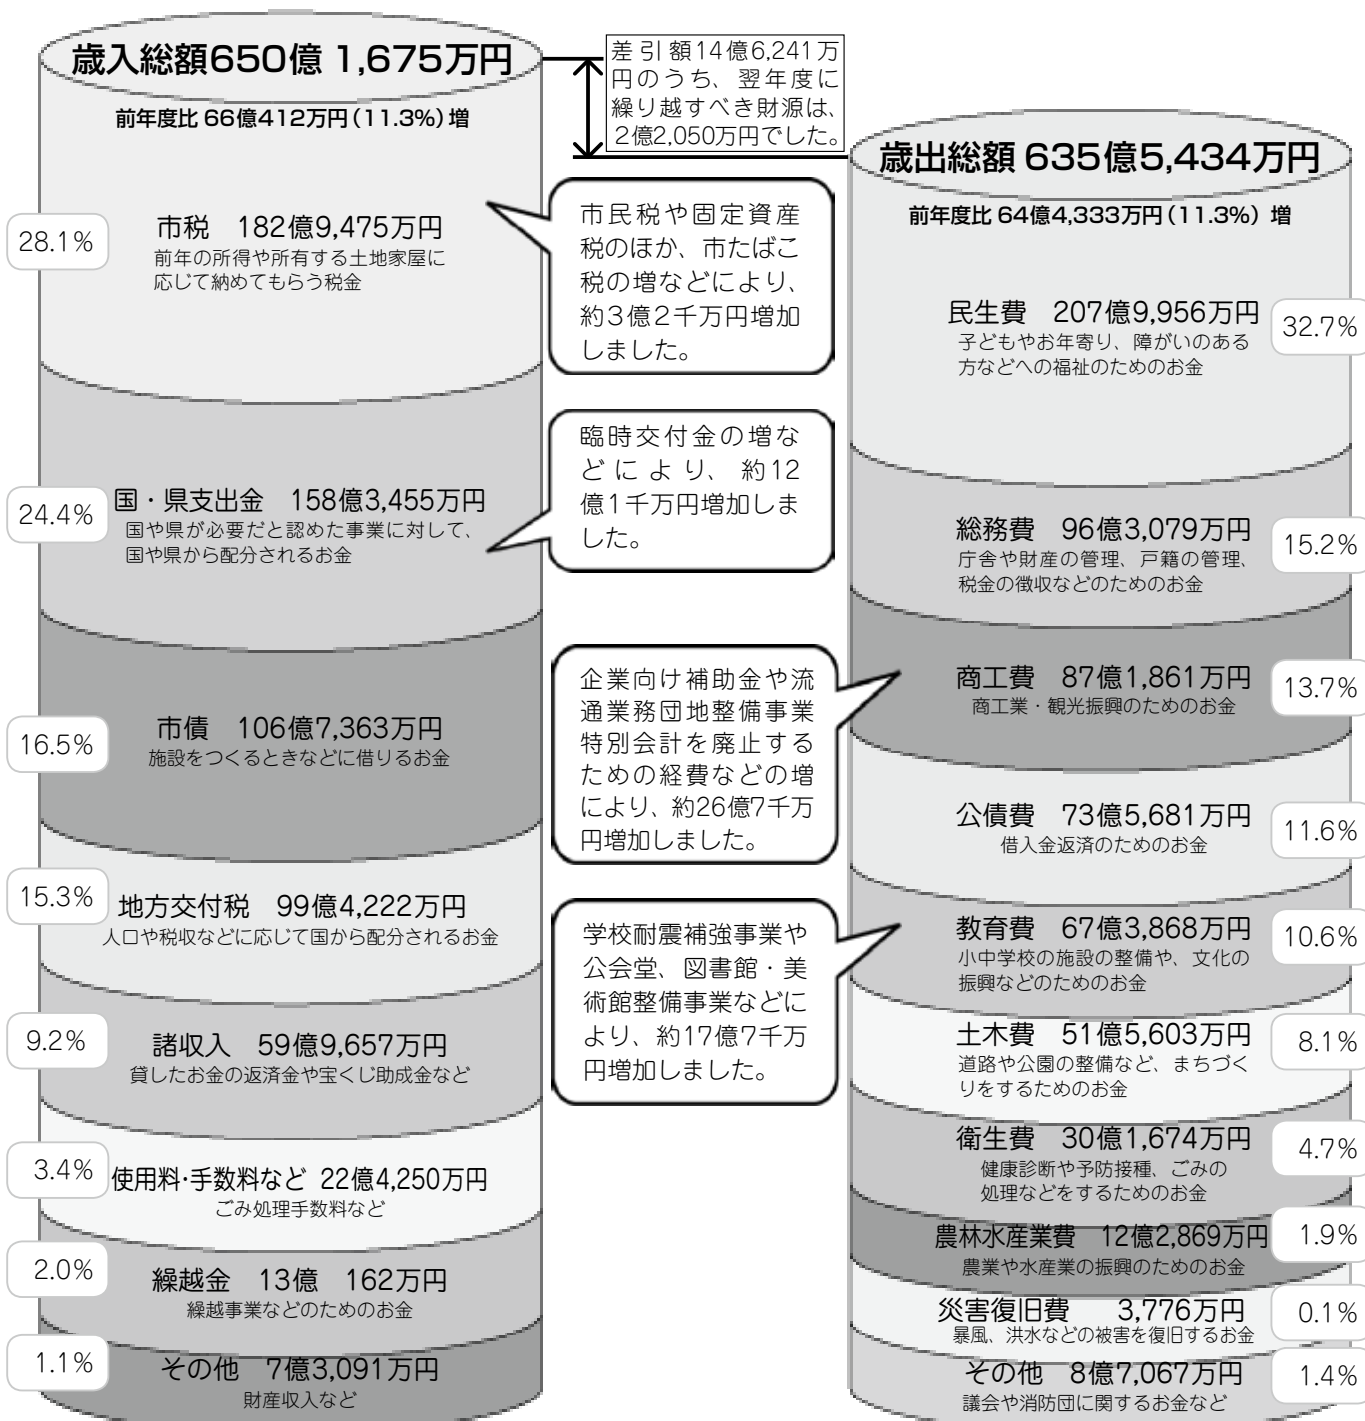 歳入総額650億 1,675万円
前年度比 66億412万円(11.3%)増
28.1%
市税 182億9,475万円
前年の所得や所有する土地家屋に
応じて納めてもらう税金
24.4%
国・県支出金 158億3,455万円
国や県が必要だと認めた事業に対して、
国や県から配分されるお金
16.5%
市債 106億7,363万円
施設をつくるときなどに借りるお金
15.3%
地方交付税 99億4,222万円
人口や税収などに応じて国から配分されるお金
9.2%
諸収入 59億9,657万円
貸したお金の返済金や宝くじ助成金など
3.4%
使用料・手数料など 22億4,250万円
ごみ処理手数料など
2.0%
繰越金 13億 162万円
繰越事業などのためのお金
1.1%
その他 7億3,091万円
財産収入など
差引額14億6,241万
円のうち、翌年度に
繰り越すべき財源は、
2億2,050万円でした。
市民税や固定資産
税のほか、市たばこ
税の増などにより、
約3億2千万円増加
しました。
臨時交付金の増な
どにより、約12
億1千万円増加しま
した。
企業向け補助金や流
通業務団地整備事業
特別会計を廃止する
ための経費などの増
により、約26億7千万
円増加しました。
学校耐震補強事業や
公会堂、図書館・美
術館整備事業などに
より、約17億7千万
円増加しました。
歳出総額 635億5,434万円
前年度比 64億4,333万円(11.3%) 増
民生費 207億9,956万円
子どもやお年寄り、障がいのある
方などへの福祉のためのお金
32.7%
総務費 96億3,079万円
庁舎や財産の管理、戸籍の管理、
税金の徴収などのためのお金
15.2%
商工費 87億1,861万円
商工業・観光振興のためのお金
13.7%
公債費 73億5,681万円
借入金返済のためのお金
11.6%
教育費 67億3,868万円
小中学校の施設の整備や、文化の
振興などのためのお金
10.6%
土木費 51億5,603万円
道路や公園の整備など、まちづく
りをするためのお金
8.1%
衛生費 30億1,674万円
健康診断や予防接種、ごみの
処理などをするためのお金
4.7%
農林水産業費 12億2,869万円
農業や水産業の振興のためのお金
1.9%
災害復旧費 3,776万円
暴風、洪水などの被害を復旧するお金
0.1%
その他 8億7,067万円
議会や消防団に関するお金など
1.4%